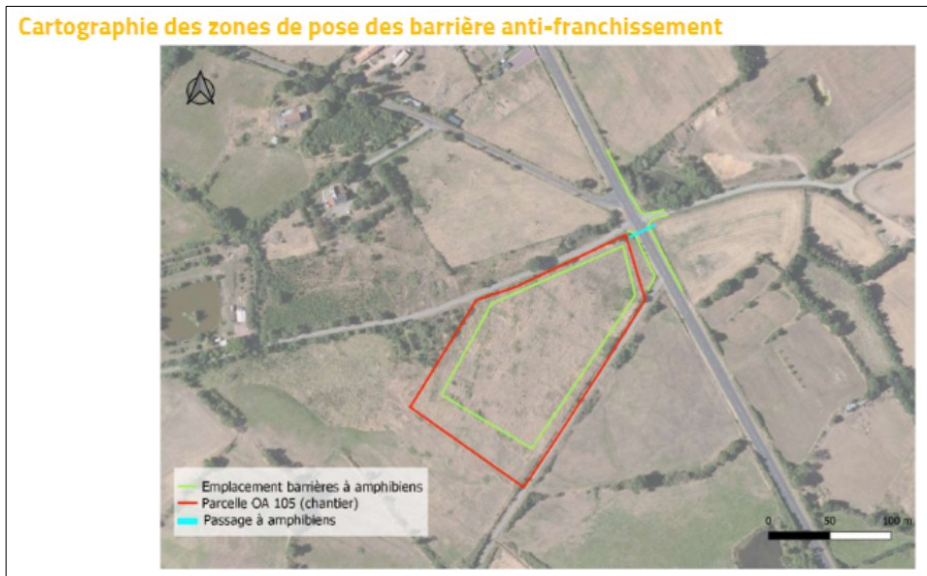 Cartographie des zones de pose des barrière anti-franchissement
Emplacement barrières à amphibiens
Parcelle OA 105 (chantier)
Passage à amphibiens
0 50 100 m